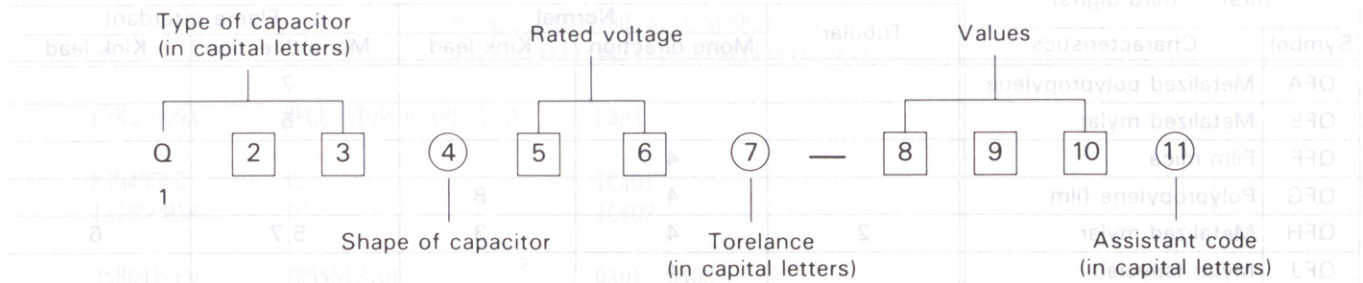 Type of capacitor
(in capital letters)
Rated voltage
Values
Q 2 3 4 5 6 7 — 8 9 10 11
1
Shape of capacitor
Torelance
(in capital letters)
Assistant code
(in capital letters)